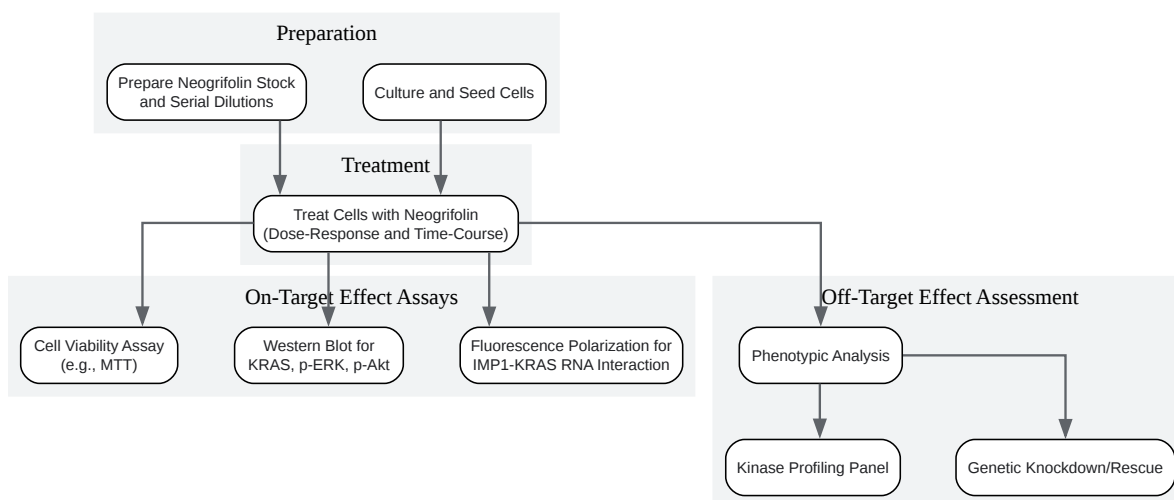 Preparation
Prepare Neogrifolin Stock
and Serial Dilutions
Culture and Seed Cells
Treatment
Treat Cells with Neogrifolin
(Dose-Response and Time-Course)
On-Target Effect Assays
Cell Viability Assay
(e.g., MTT)
Western Blot for
KRAS, p-ERK, p-Akt
Fluorescence Polarization for
IMP1-KRAS RNA Interaction
Off-Target Effect Assessment
Phenotypic Analysis
Kinase Profiling Panel
Genetic Knockdown/Rescue